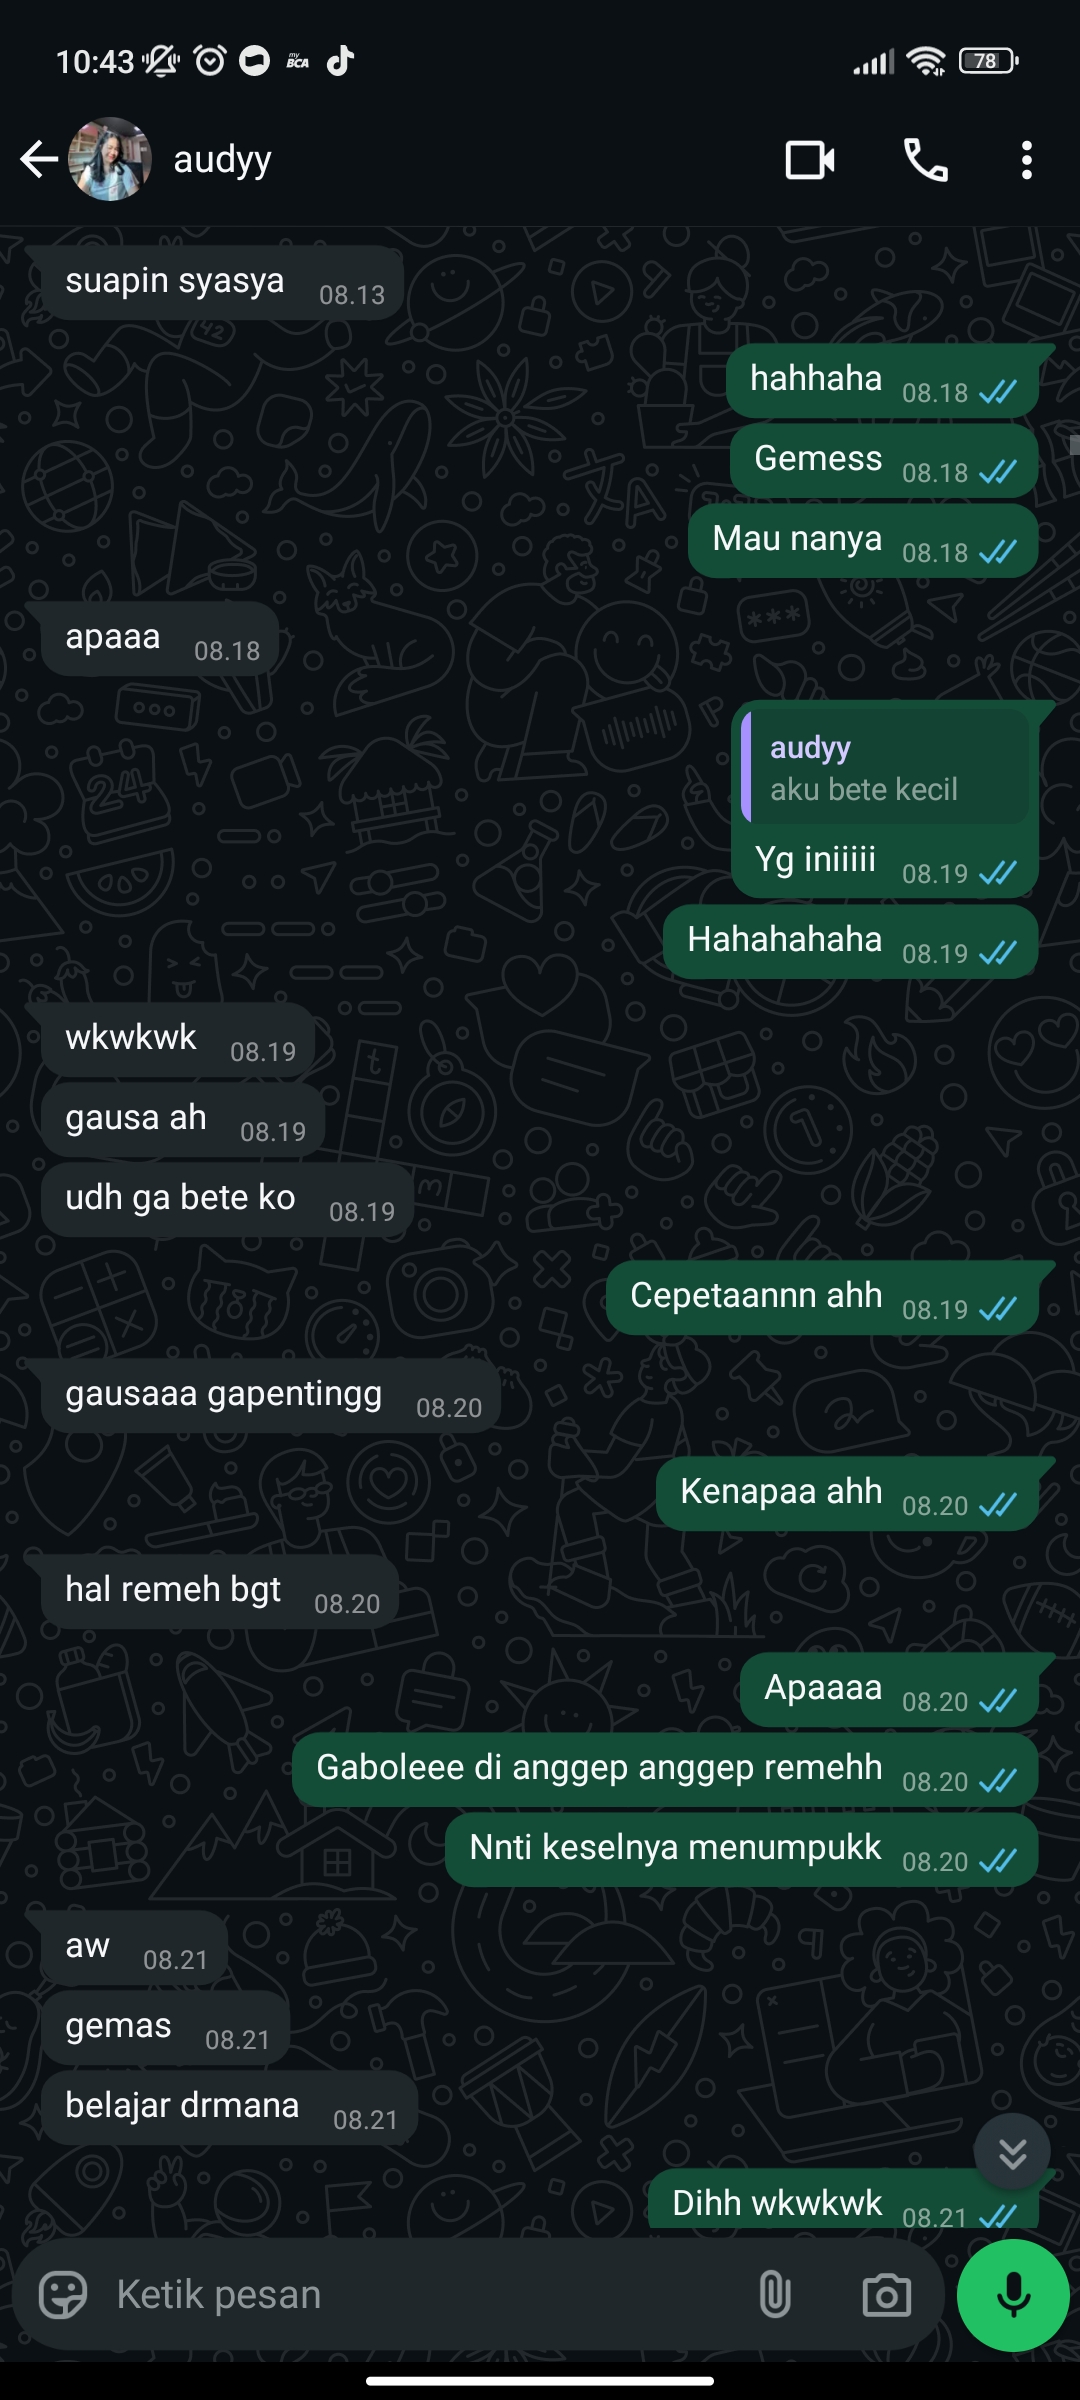 10:43
my BCA
78
audyy
suapin syasya 08.13
hahhaha 08.18
Gemess 08.18
Mau nanya 08.18
apaaa 08.18
audyy
aku bete kecil
Yg iniiiii 08.19
Hahahahaha 08.19
wkwkwk 08.19
gausa ah 08.19
udh ga bete ko 08.19
Cepetaannn ahh 08.19
gausaaa gapentingg 08.20
Kenapaa ahh 08.20
hal remeh bgt 08.20
Apaaaa 08.20
Gaboleee di anggep anggep remehh 08.20
Nnti keselnya menumpukk 08.20
aw 08.21
gemas 08.21
belajar drmana 08.21
Dihh wkwkwk 08.21
Ketik pesan